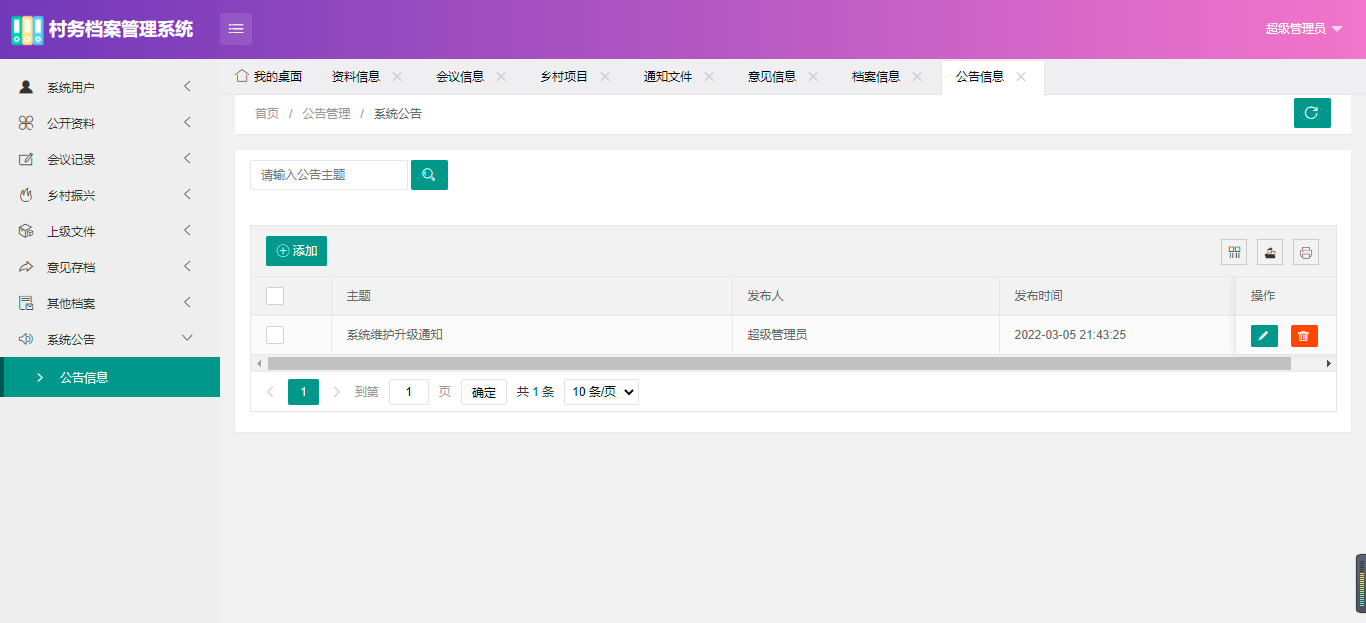 村务档案管理系统
超级管理员
系统用户
公开资料
会议记录
乡村振兴
上级文件
意见存档
其他档案
系统公告
公告信息
我的桌面 资料信息 会议信息 乡村项目 通知文件 意见信息 档案信息 公告信息
首页 / 公告管理 / 系统公告
请输入公告主题
添加
主题 发布人 发布时间 操作
系统维护升级通知 超级管理员 2022-03-05 21:43:25
1 到第 1 页 确定 共 1 条 10 条/页